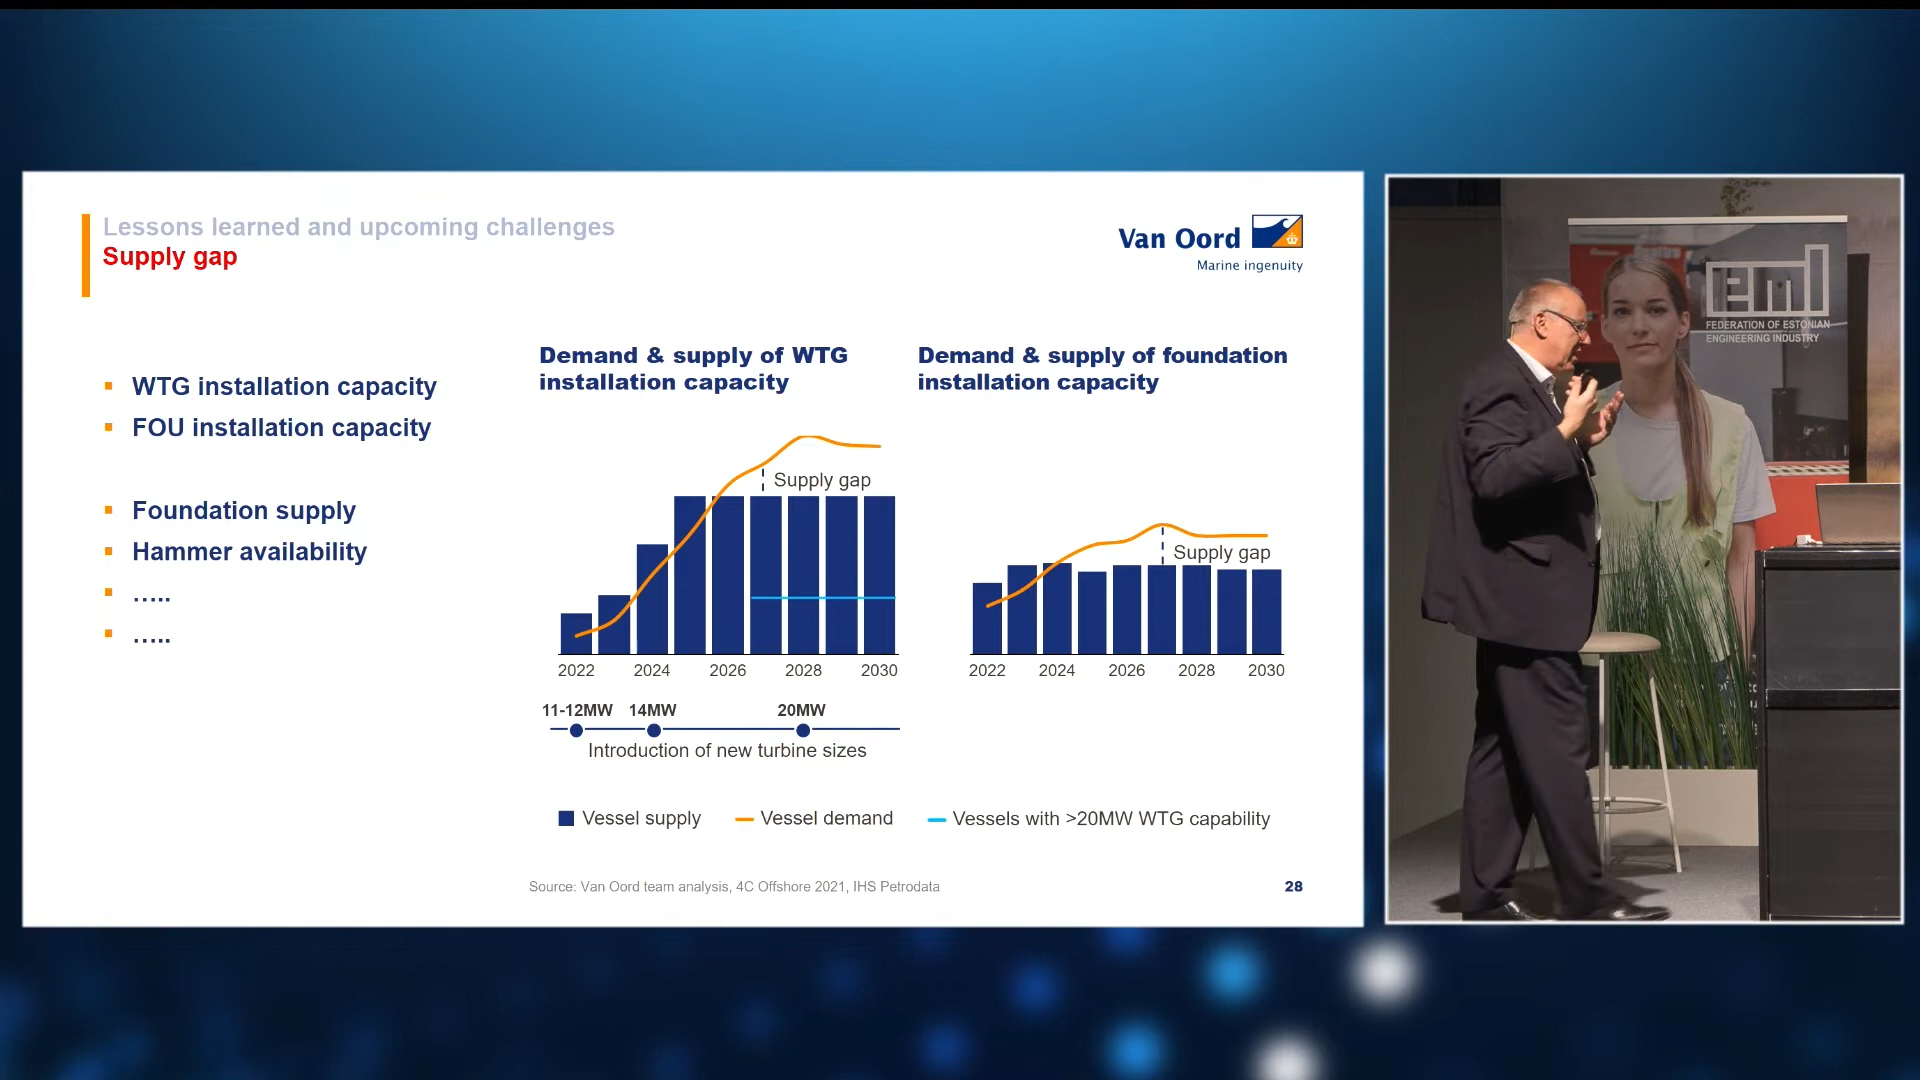 Lessons learned and upcoming challenges
Supply gap
Van Oord
Marine ingenuity
WTG installation capacity
FOU installation capacity
Foundation supply
Hammer availability
…..
…..
Demand & supply of WTG
installation capacity
Supply gap
2022 2024 2026 2028 2030
11-12MW 14MW 20MW
Introduction of new turbine sizes
Demand & supply of foundation
installation capacity
Supply gap
2022 2024 2026 2028 2030
Vessel supply Vessel demand Vessels with >20MW WTG capability
Source: Van Oord team analysis, 4C Offshore 2021, IHS Petrodata
28
eml
FEDERATION OF ESTONIAN
ENGINEERING INDUSTRY